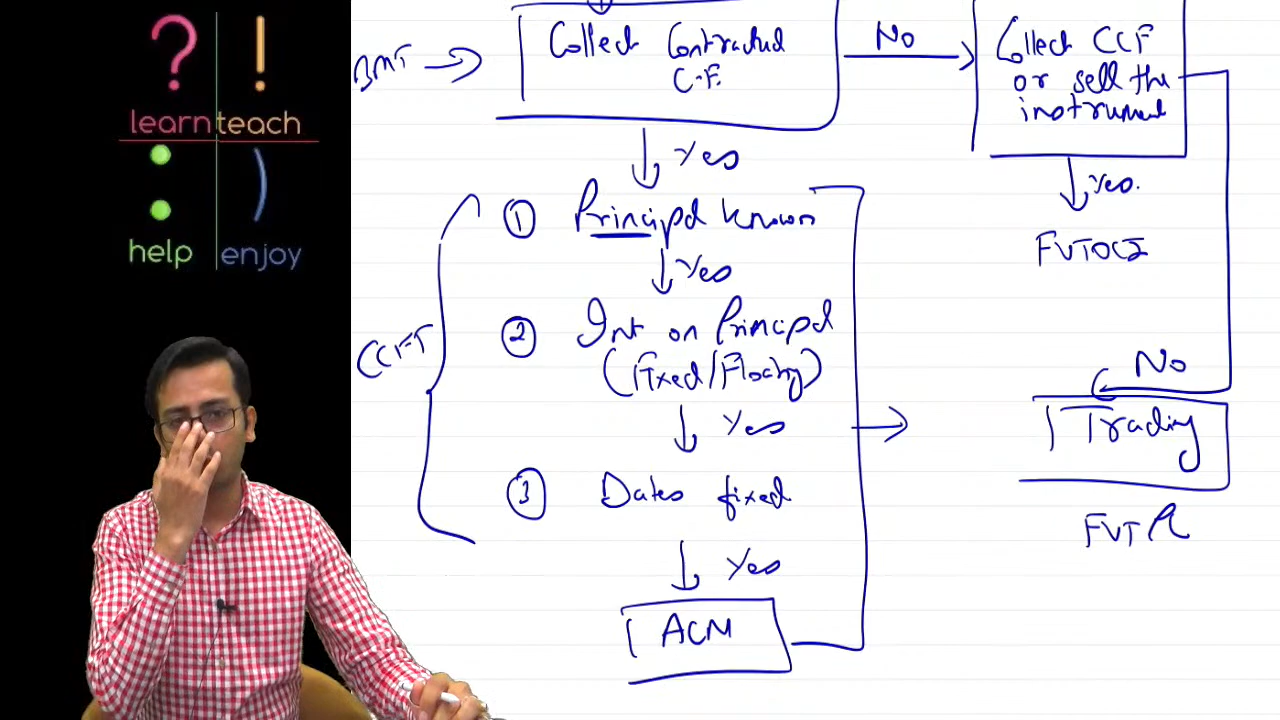 ?
!
learn
teach
:
)
help
enjoy
BMT
Collect Contracted
C.F.
No
Collect CCF
or sell the
instrument
Yes
Yes.
① Principal known
FVTOCI
Yes
② Int on Principal
(Fixed/Floating)
CCFT
No
Yes
Trading
③ Dates fixed
FVTPL
Yes
ACM